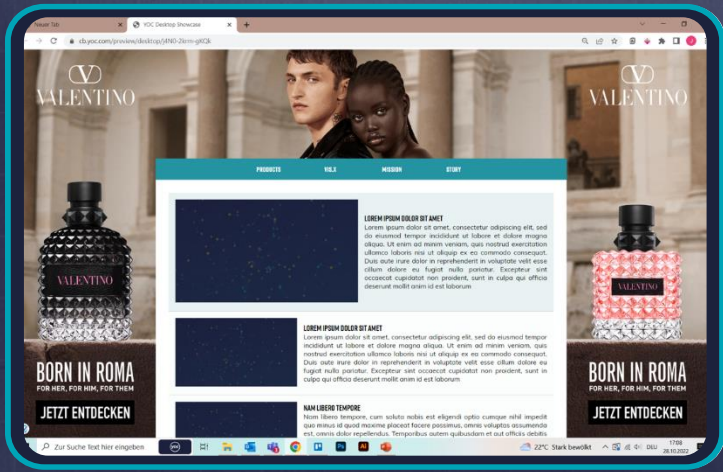 Neuer Tab
YOC Desktop Showcase
cb.yoc.com/preview/desktop/j4N0-2krm-gKQk
VALENTINO
VALENTINO
PRODUCTS
VIS.X
MISSION
STORY
LOREM IPSUM DOLOR SIT AMET
Lorem ipsum dolor sit amet, consectetur adipiscing elit, sed
do eiusmod tempor incididunt ut labore et dolore magna
aliqua. Ut enim ad minim veniam, quis nostrud exercitation
ullamco laboris nisi ut aliquip ex ea commodo consequat.
Duis aute irure dolor in reprehenderit in voluptate velit esse
cillum dolore eu fugiat nulla pariatur. Excepteur sint
occaecat cupidatat non proident, sunt in culpa qui officia
deserunt mollit anim id est laborum
VALENTINO
VALENTINO
LOREM IPSUM DOLOR SIT AMET
Lorem ipsum dolor sit amet, consectetur adipiscing elit, sed do eiusmod tempor
incididunt ut labore et dolore magna aliqua. Ut enim ad minim veniam, quis
nostrud exercitation ullamco laboris nisi ut aliquip ex ea commodo consequat.
Duis aute irure dolor in reprehenderit in voluptate velit esse cillum dolore eu
fugiat nulla pariatur. Excepteur sint occaecat cupidatat non proident, sunt in
culpa qui officia deserunt mollit anim id est laborum
BORN IN ROMA
FOR HER, FOR HIM, FOR THEM
JETZT ENTDECKEN
BORN IN ROMA
FOR HER, FOR HIM, FOR THEM
JETZT ENTDECKEN
NAM LIBERO TEMPORE
Nam libero tempore, cum soluta nobis est eligendi optio cumque nihil impedit
quo minus id quod maxime placeat facere possimus, omnis voluptas assumenda
est, omnis dolor repellendus. Temporibus autem quibusdam et aut officiis debitis
Zur Suche Text hier eingeben
22°C Stark bewölkt
DEU
17:08
28.10.2022